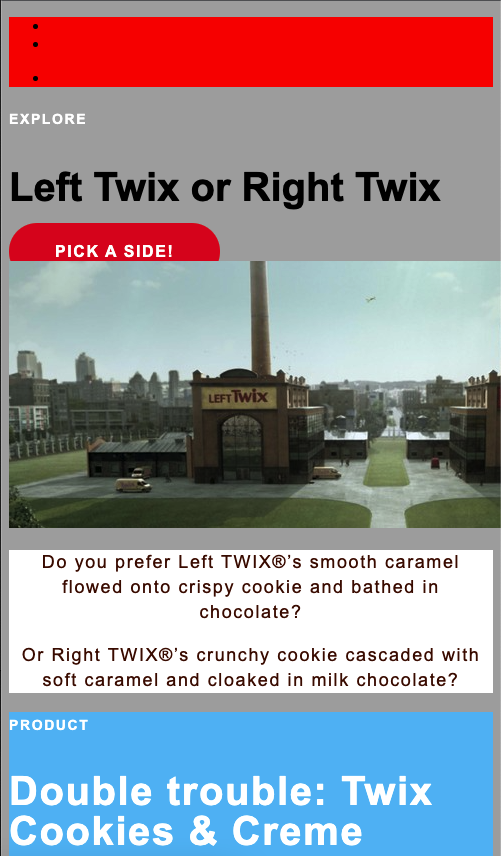 EXPLORE
Left Twix or Right Twix
PICK A SIDE!
LEFT TWIX
Do you prefer Left TWIX®’s smooth caramel
flowed onto crispy cookie and bathed in
chocolate?
Or Right TWIX®’s crunchy cookie cascaded with
soft caramel and cloaked in milk chocolate?
PRODUCT
Double trouble: Twix
Cookies & Creme